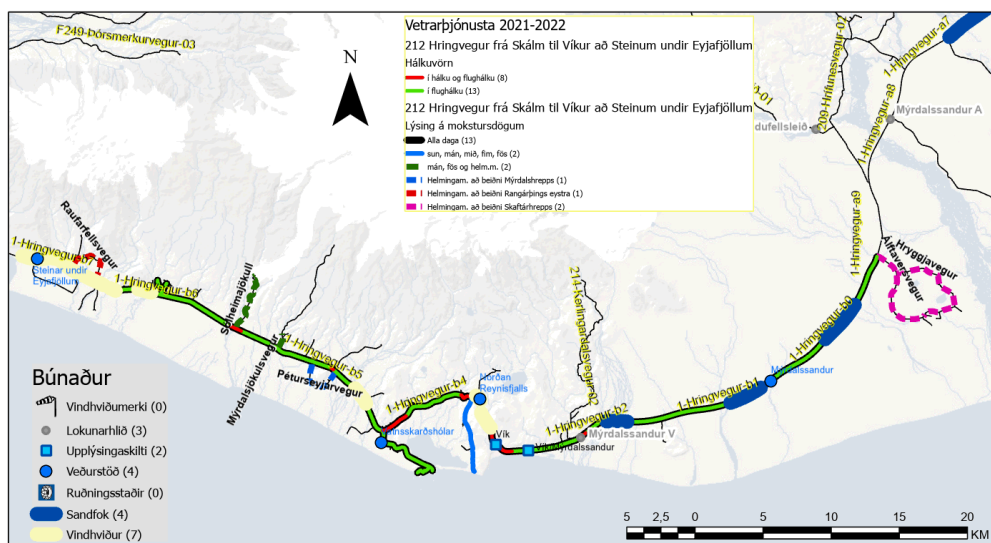 F249-Þórsmerkurvegur-03
N
Vetrarþjónusta 2021-2022
212 Hringvegur frá Skálm til Víkur að Steinum undir Eyjafjöllum
Hálkuvörn
í hálku og flughálku (8)
í flughálku (13)
212 Hringvegur frá Skálm til Víkur að Steinum undir Eyjafjöllum
Lýsing á mokstursdögum
Alla daga (13)
sun, mán, mið, fim, fös (2)
mán, fös og helm.m. (2)
Helmingam. að beiðni Mýrdalshrepps (1)
Helmingam. að beiðni Rangárþings eystra (1)
Helmingam. að beiðni Skaftárhrepps (2)
1-Hringvegur-a7
209-Hrífunesvegur-02
1-Hringvegur-a8
Mýrdalssandur A
-01
dufellsleið
1-Hringvegur-a9
Hryggjavegur
Álftaversvegur
Raufarfellsvegur
1-Hringvegur-b7
Steinar undir
Eyjafjöllum
1-Hringvegur-b6
Sólheimajökull
Mýrdalsjökulsvegur
1-Hringvegur-b5
Péturseyjarvegur
1-Hringvegur-b4
Norðan
Reynisfjalls
214-Kerlingardalsvegur-02
1-Hringvegur-b0
Mýrdalssandur
1-Hringvegur-b1
1-Hringvegur-b2
Mýrdalssandur V
Vík
Búnaður
Vindhviðumerki (0)
Lokunarhlið (3)
Upplýsingaskilti (2)
Veðurstöð (4)
Ruðningsstaðir (0)
Sandfok (4)
Vindhviður (7)
5 2,5 0 5 10 15 20
KM